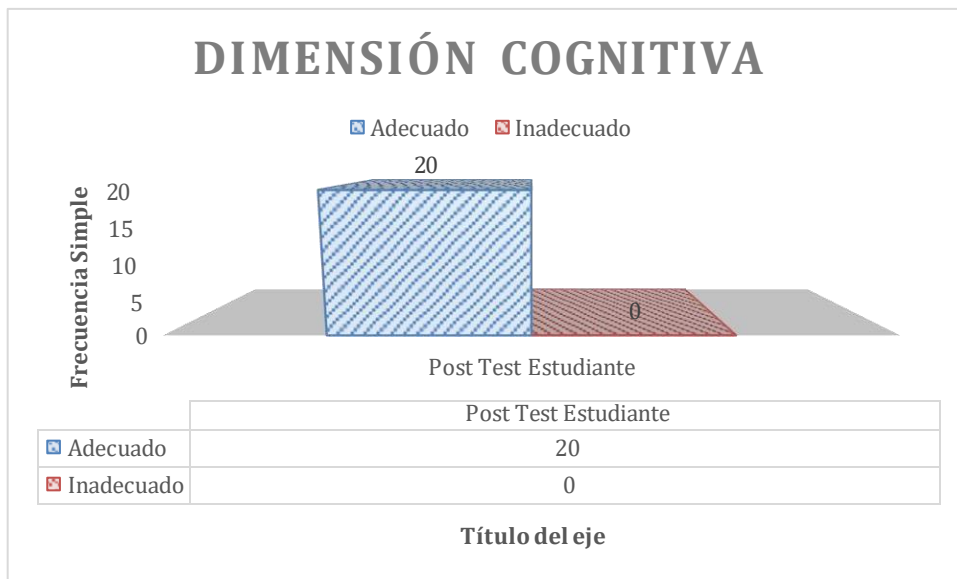 DIMENSIÓN COGNITIVA
Adecuado Inadecuado
20
Frecuencia Simple
20
15
10
5
0
0
Post Test Estudiante
Post Test Estudiante
Adecuado 20
Inadecuado 0
Título del eje